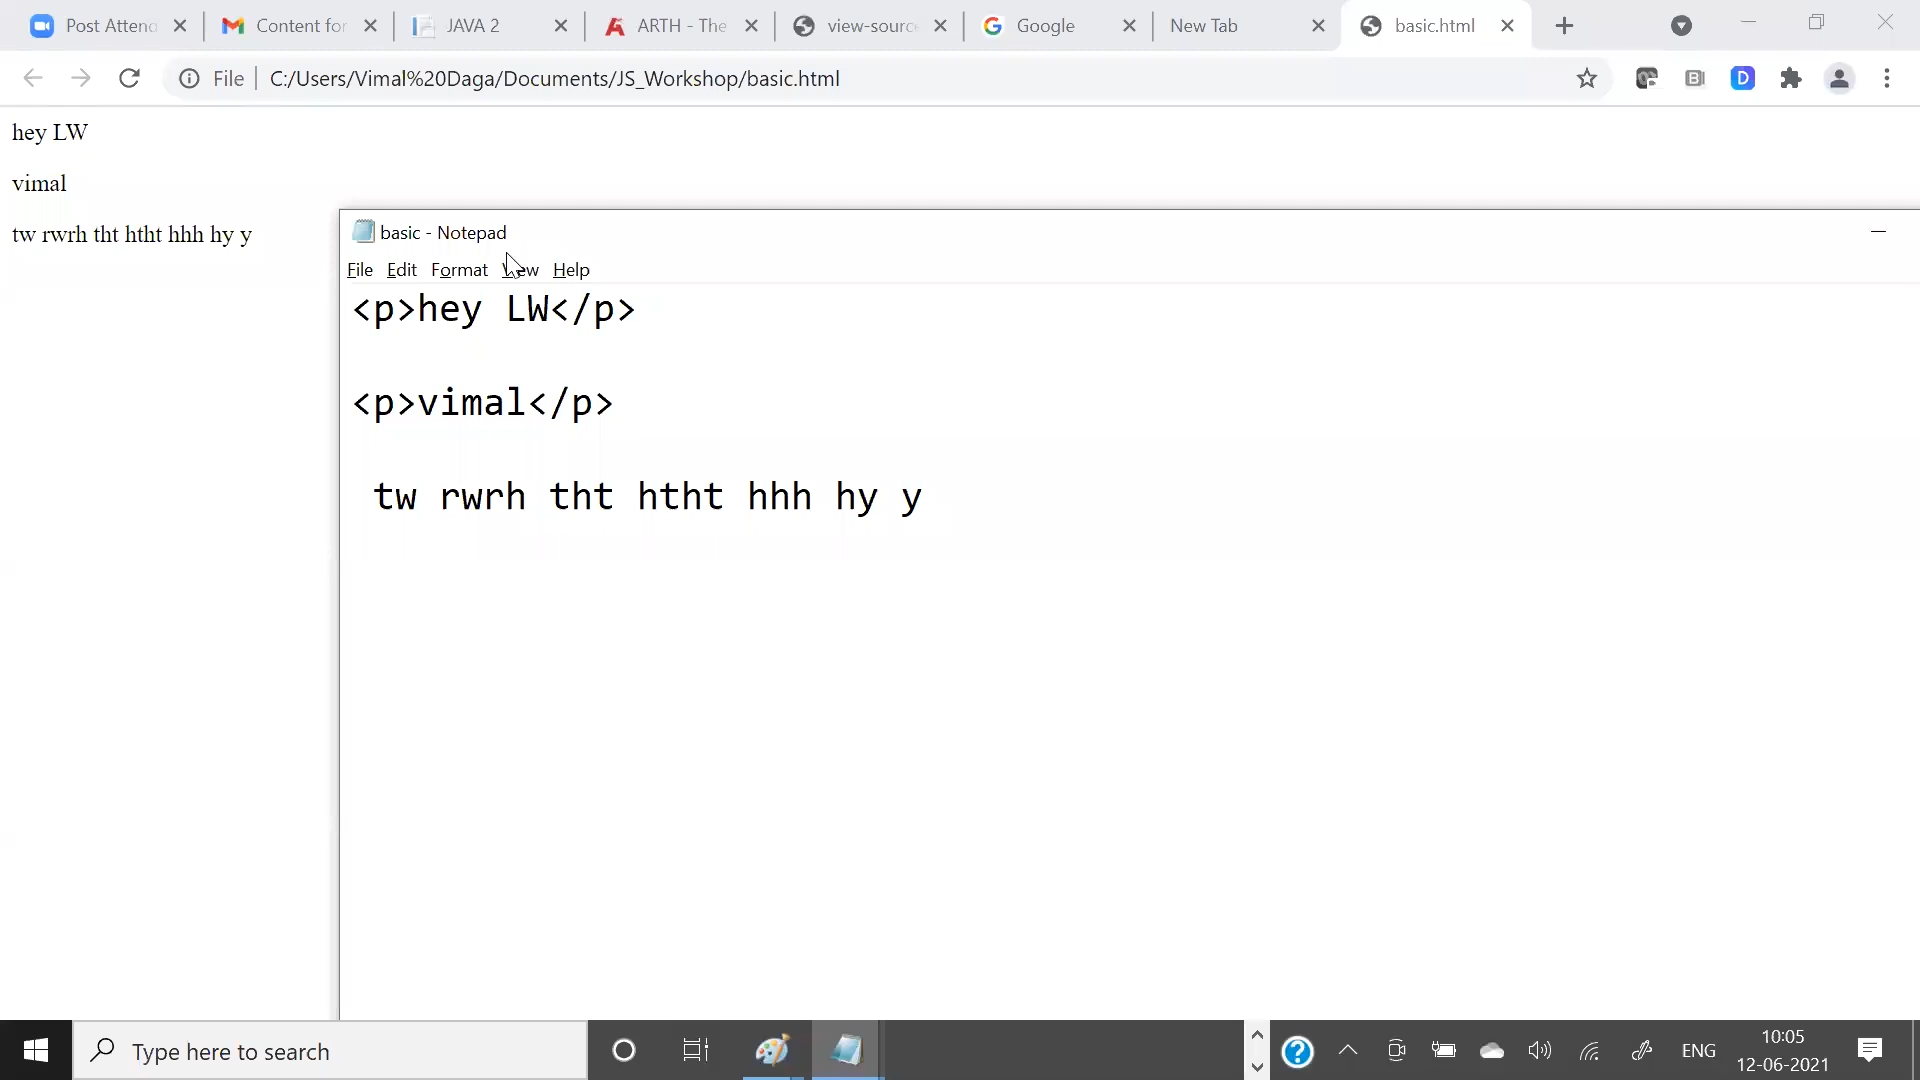 Post Attend
Content for
JAVA 2
ARTH - The
view-source
Google
New Tab
basic.html
File
C:/Users/Vimal%20Daga/Documents/JS_Workshop/basic.html
hey LW
vimal
tw rwrh tht htht hhh hy y
basic - Notepad
File Edit Format View Help
<p>hey LW</p>
<p>vimal</p>
tw rwrh tht htht hhh hy y
Type here to search
ENG
10:05
12-06-2021